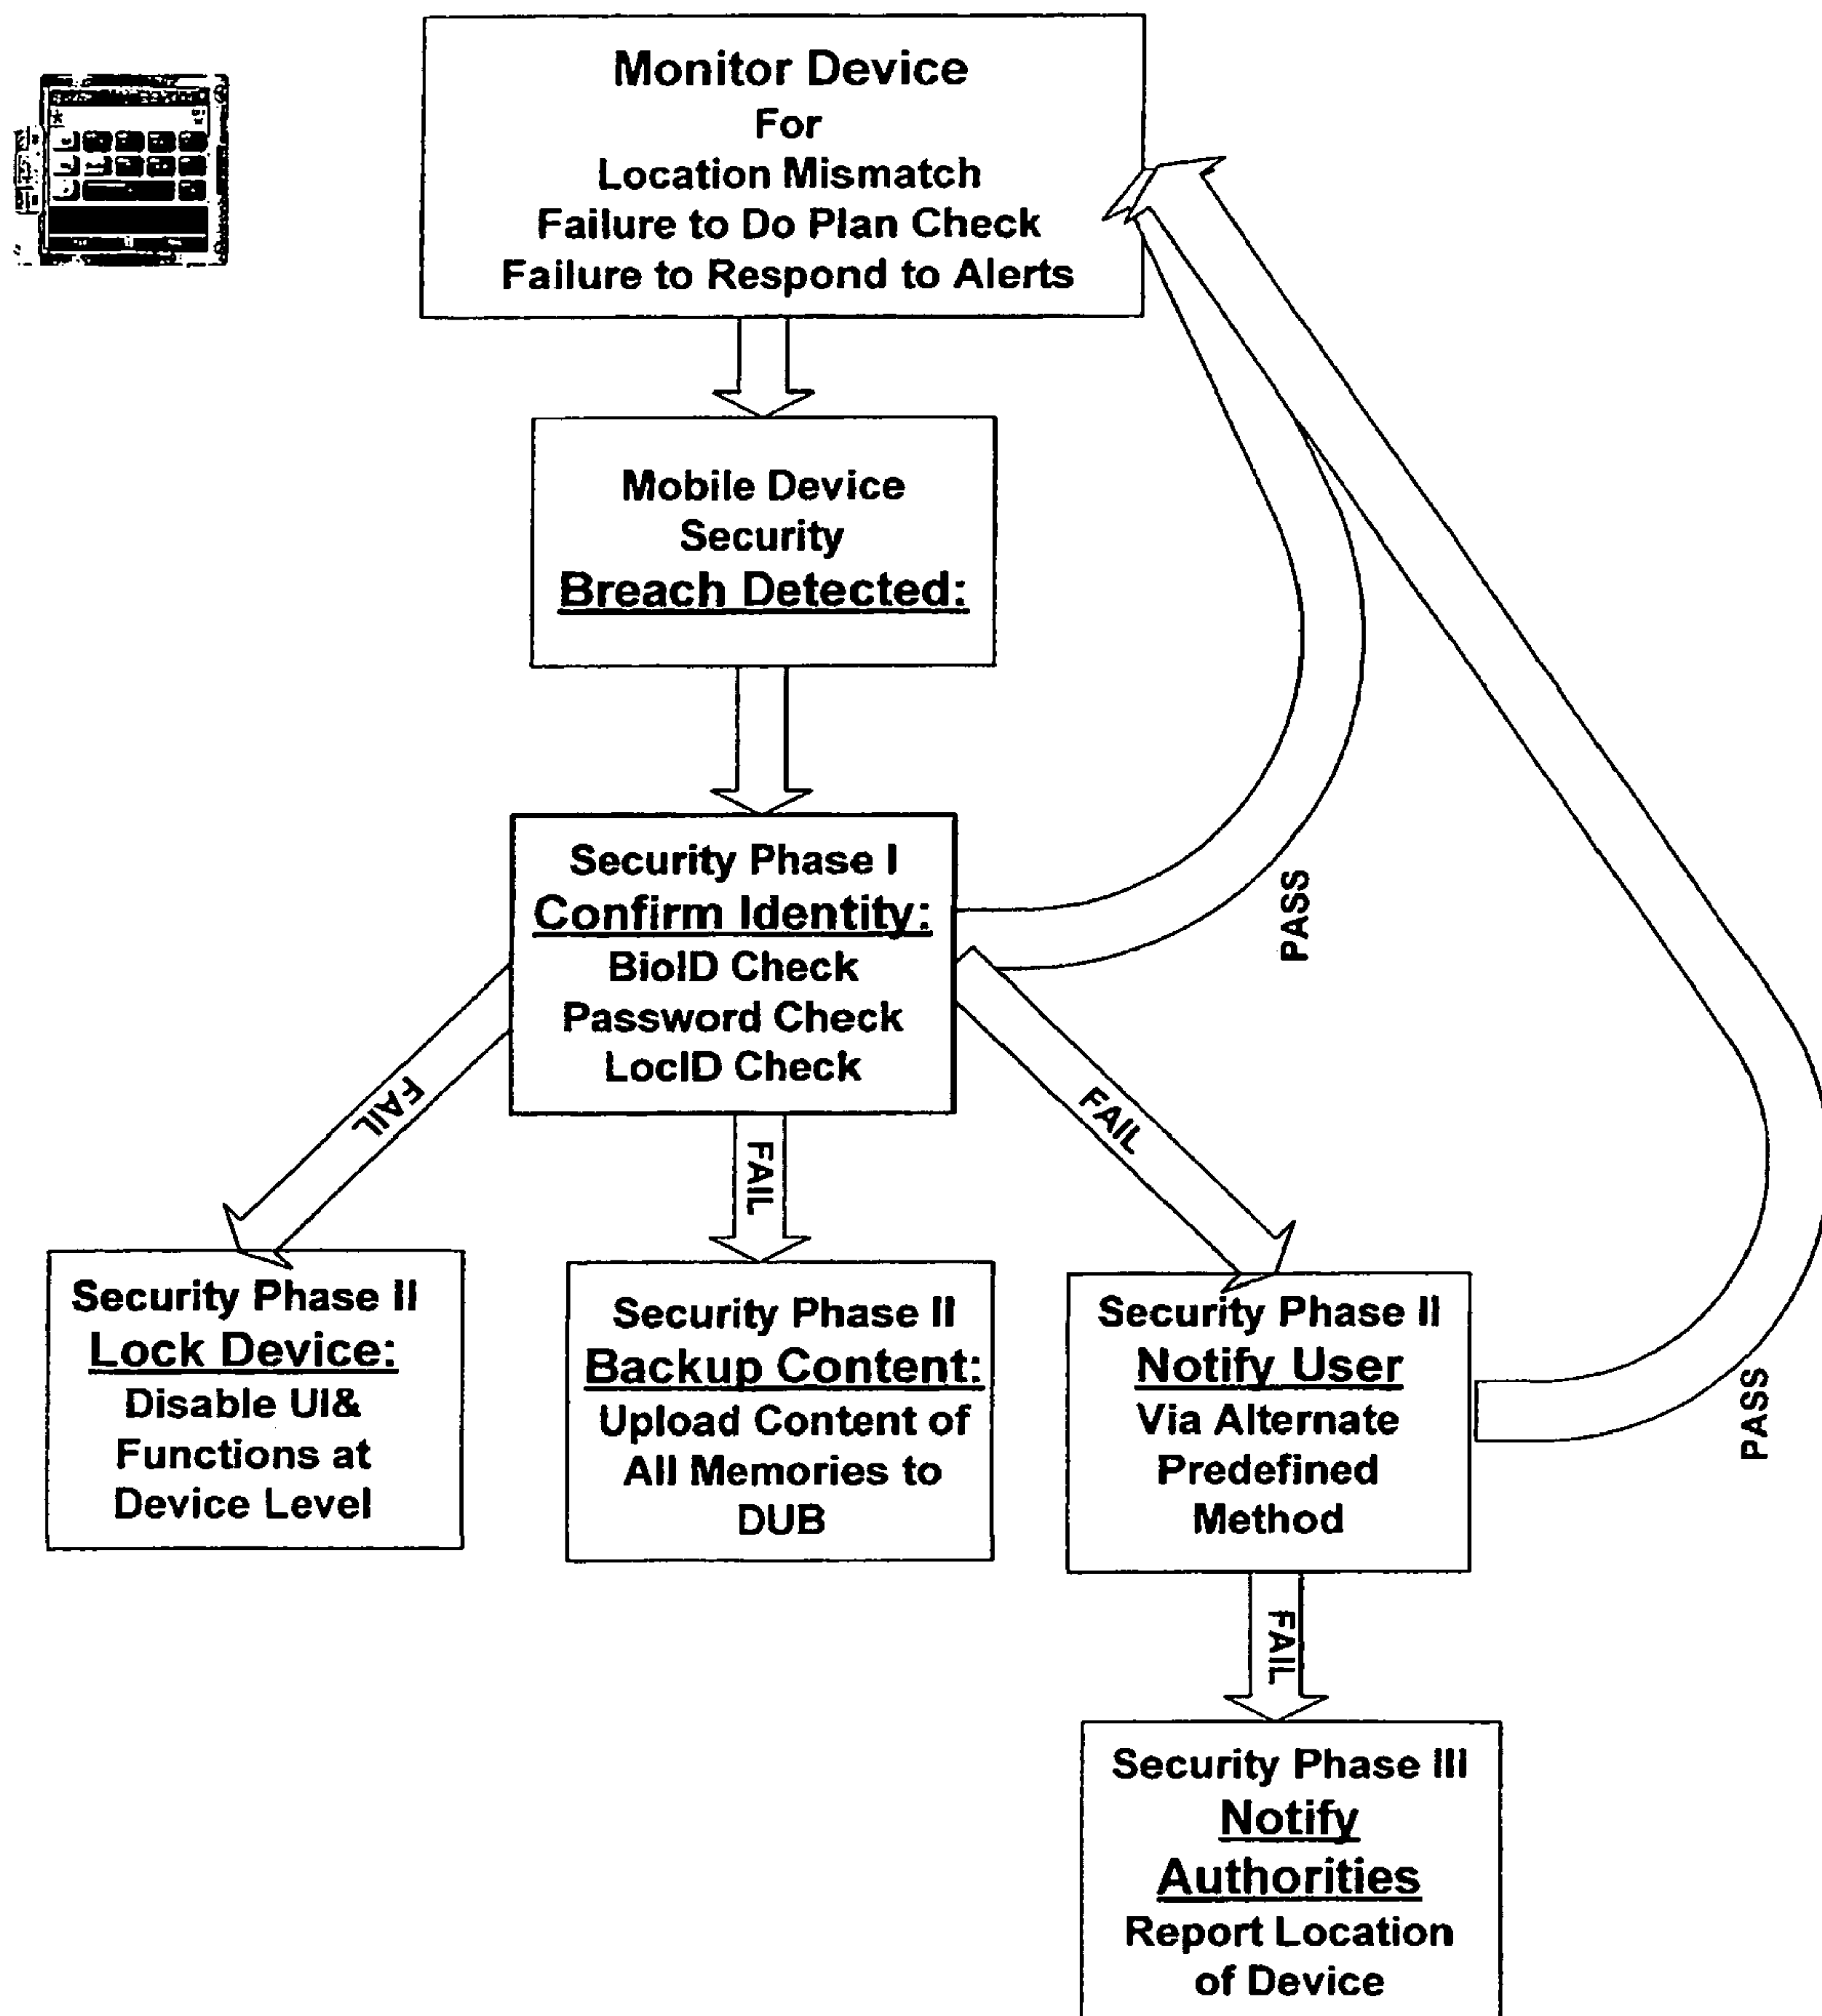 Monitor Device
For
Location Mismatch
Failure to Do Plan Check
Failure to Respond to Alerts
Mobile Device
Security
Breach Detected:
Security Phase I
Confirm Identity:
BioID Check
Password Check
LocID Check
PASS
FAIL
FAIL
FAIL
Security Phase II
Lock Device:
Disable UI&
Functions at
Device Level
Security Phase II
Backup Content:
Upload Content of
All Memories to
DUB
Security Phase II
Notify User
Via Alternate
Predefined
Method
PASS
FAIL
Security Phase III
Notify
Authorities
Report Location
of Device